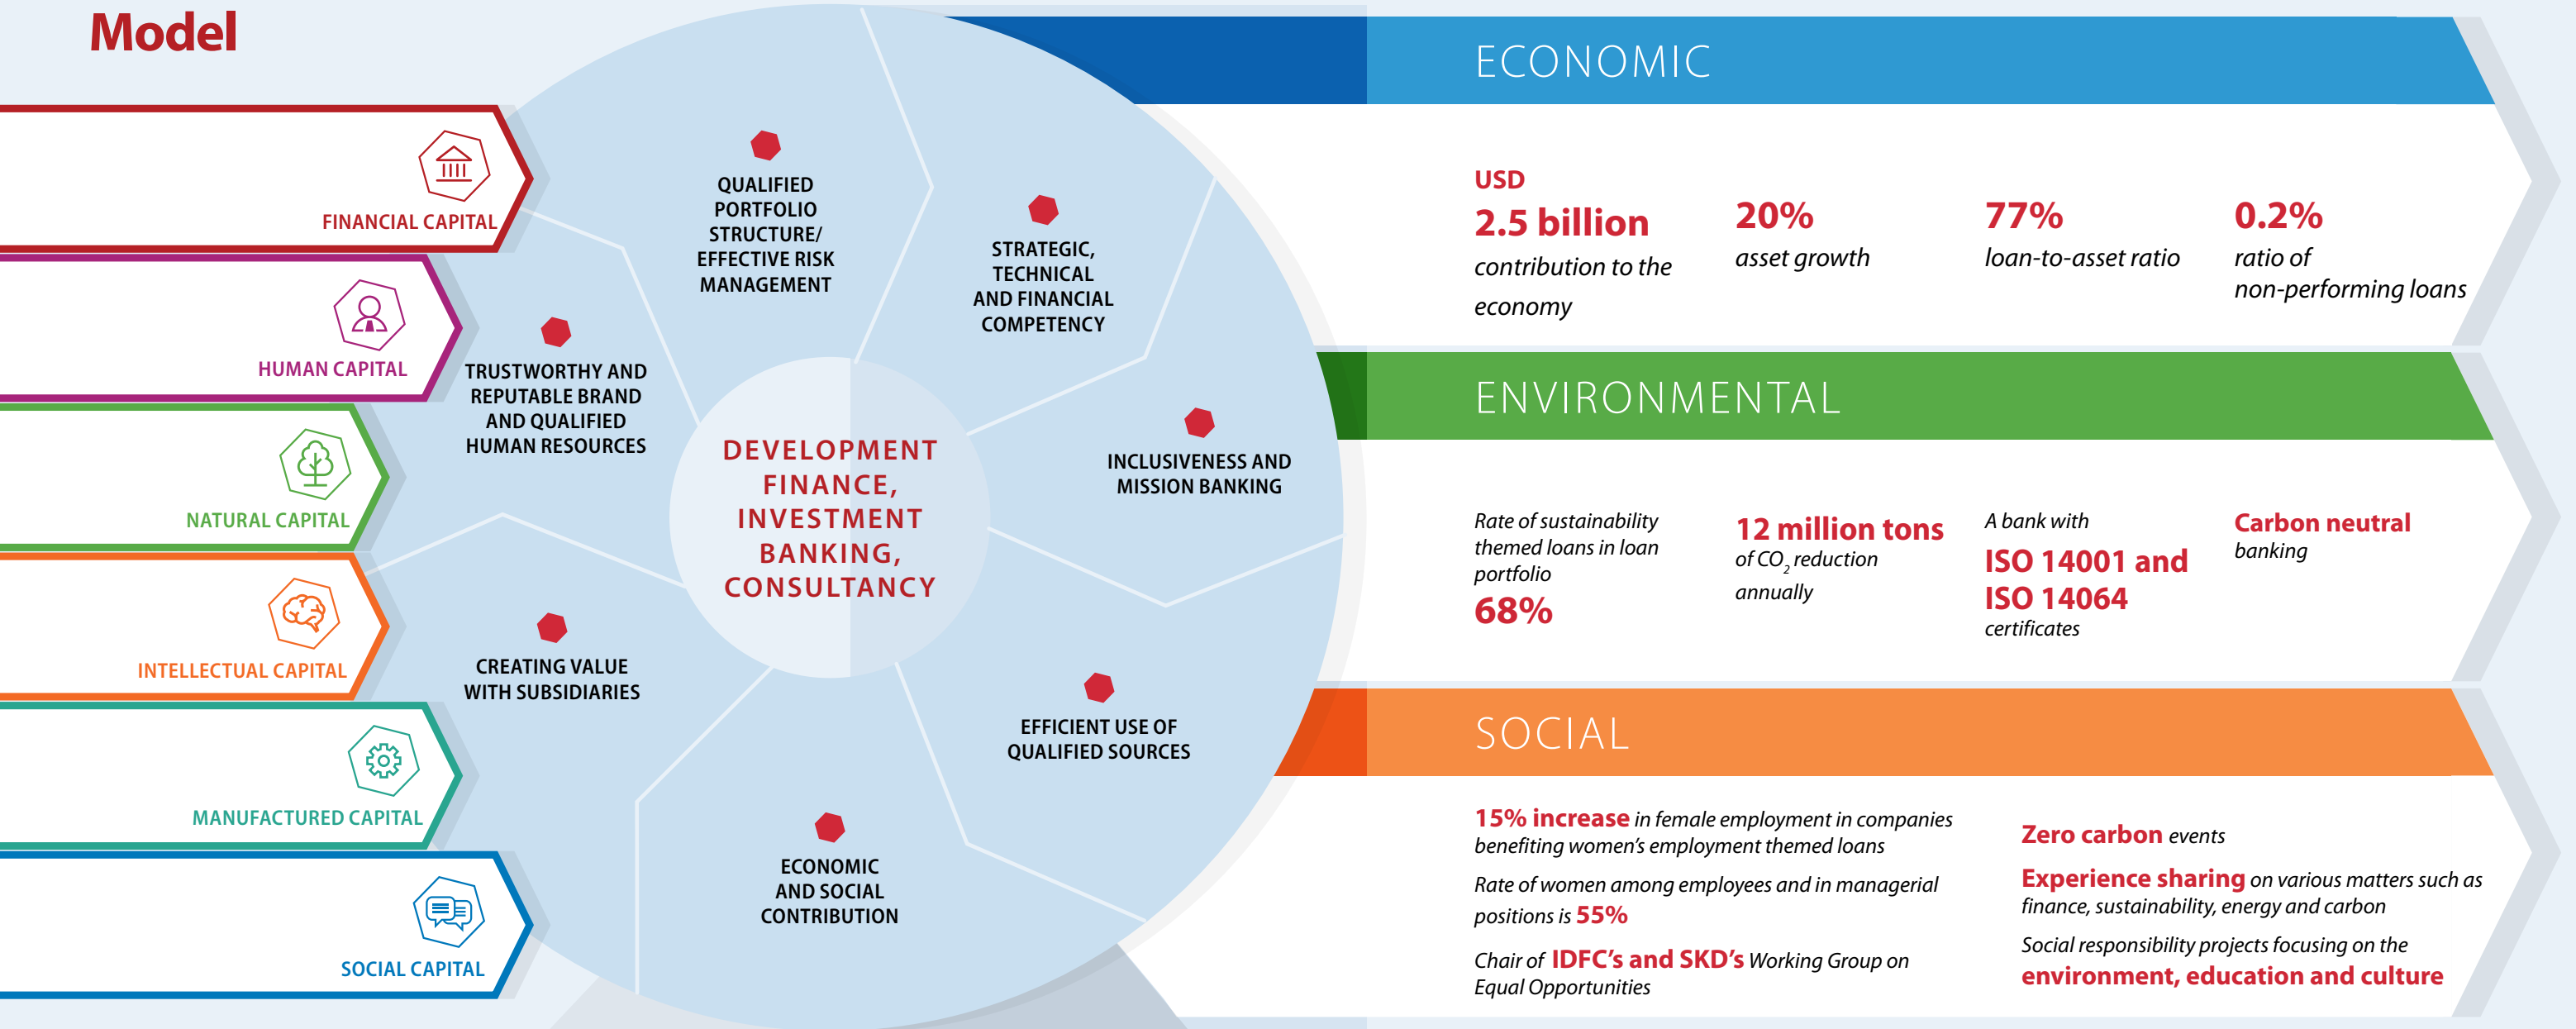 Model
FINANCIAL CAPITAL
HUMAN CAPITAL
NATURAL CAPITAL
INTELLECTUAL CAPITAL
MANUFACTURED CAPITAL
SOCIAL CAPITAL
QUALIFIED
PORTFOLIO
STRUCTURE/
EFFECTIVE RISK
MANAGEMENT
STRATEGIC,
TECHNICAL
AND FINANCIAL
COMPETENCY
TRUSTWORTHY AND
REPUTABLE BRAND
AND QUALIFIED
HUMAN RESOURCES
INCLUSIVENESS AND
MISSION BANKING
DEVELOPMENT
FINANCE,
INVESTMENT
BANKING,
CONSULTANCY
CREATING VALUE
WITH SUBSIDIARIES
EFFICIENT USE OF
QUALIFIED SOURCES
ECONOMIC
AND SOCIAL
CONTRIBUTION
ECONOMIC
USD
2.5 billion
contribution to the
economy
20%
asset growth
77%
loan-to-asset ratio
0.2%
ratio of
non-performing loans
ENVIRONMENTAL
Rate of sustainability
themed loans in loan
portfolio
68%
12 million tons
of CO2 reduction
annually
A bank with
ISO 14001 and
ISO 14064
certificates
Carbon neutral
banking
SOCIAL
15% increase in female employment in companies
benefiting women’s employment themed loans
Rate of women among employees and in managerial
positions is 55%
Chair of IDFC’s and SKD’s Working Group on
Equal Opportunities
Zero carbon events
Experience sharing on various matters such as
finance, sustainability, energy and carbon
Social responsibility projects focusing on the
environment, education and culture